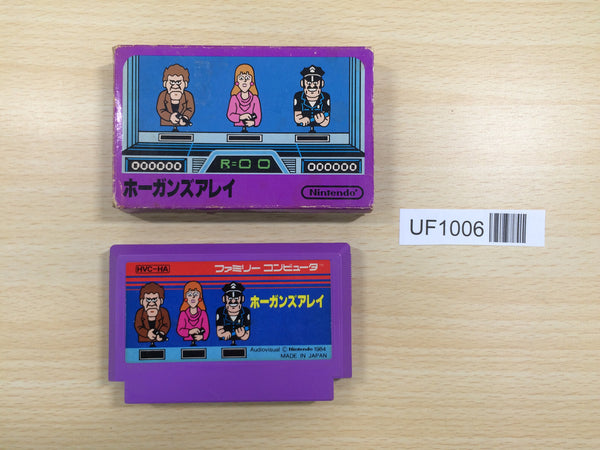 R=00
ホーガンズアレイ
Nintendo
UF1006
HVC-HA
ファミリーコンピュータ™
ホーガンズアレイ
Audiovisual © Nintendo 1984
MADE IN JAPAN